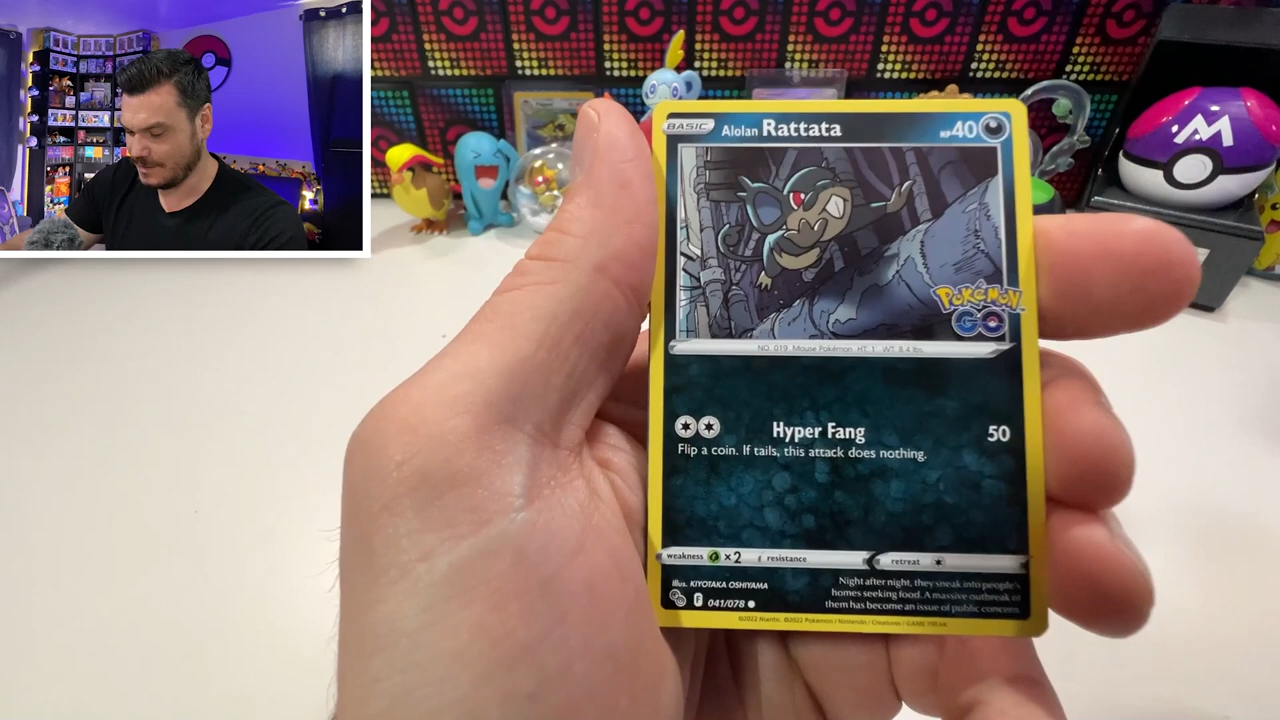 BASIC Alolan Rattata HP40
POKÉMON
GO
NO. 019 Mouse Pokémon HT. 1' WT. 8.4 lbs.
Hyper Fang 50
Flip a coin. If tails, this attack does nothing.
weakness ×2 resistance retreat
Illus. KIYOTAKA OSHIYAMA
F 041/078
Night after night, they sneak into people's
homes seeking food. A massive outbreak of
them has become an issue of public concern.
©2022 Niantic. ©2022 Pokémon / Nintendo / Creatures / GAME FREAK
M